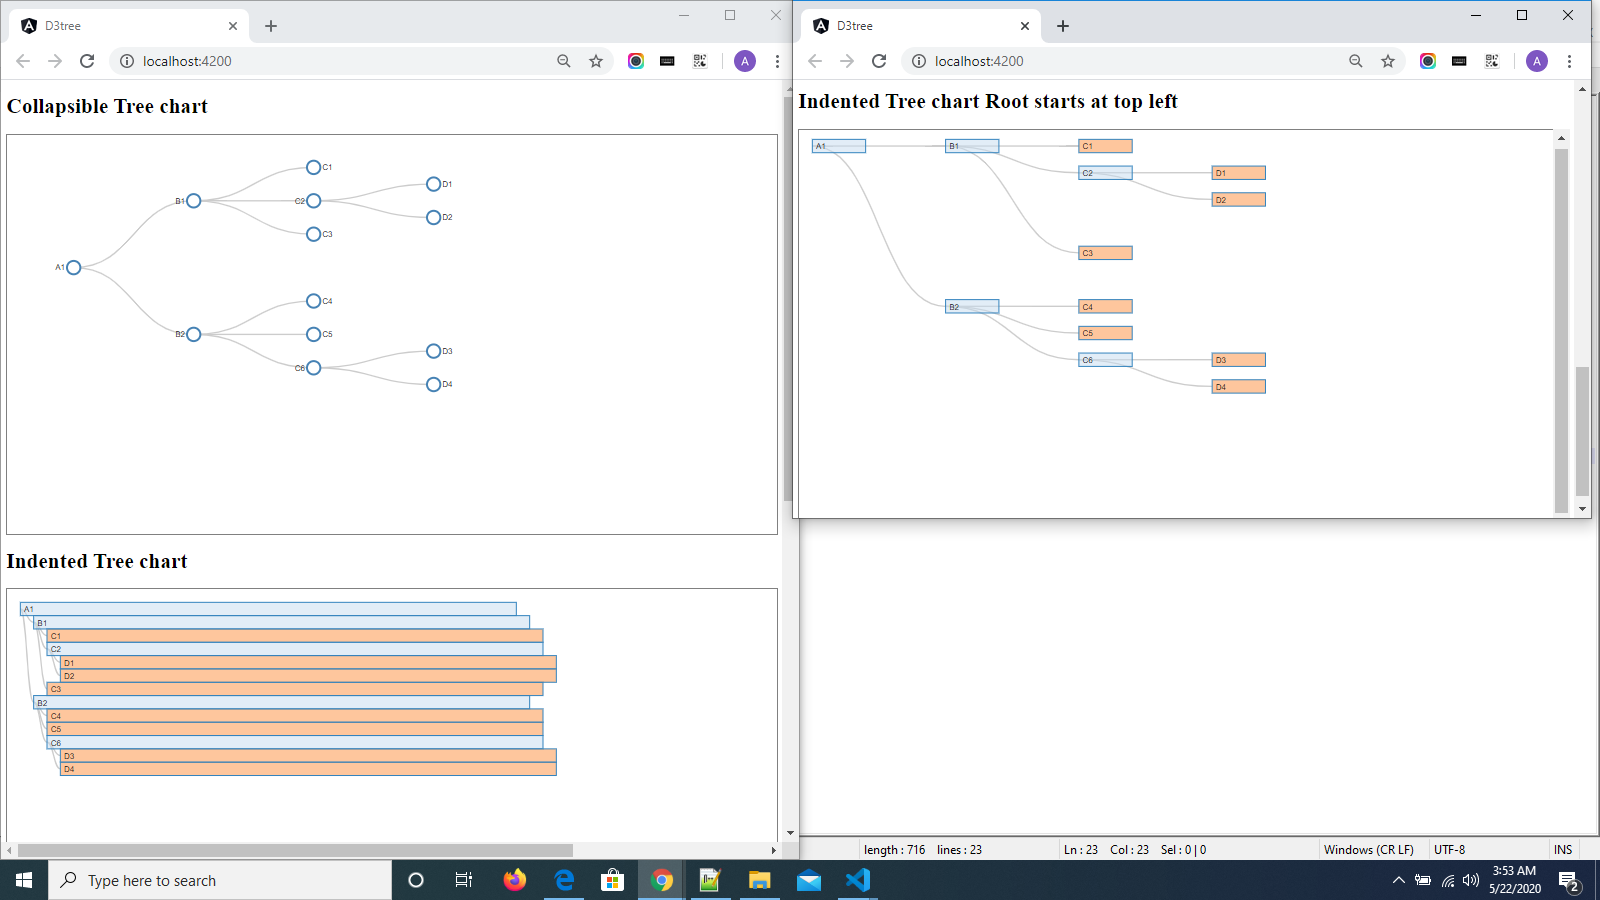 D3tree
localhost:4200
A
Collapsible Tree chart
C1
D1
B1
C2
D2
C3
A1
C4
B2
C5
D3
C6
D4
Indented Tree chart
A1
B1
C1
C2
D1
D2
C3
B2
C4
C5
C6
D3
D4
D3tree
localhost:4200
A
Indented Tree chart Root starts at top left
A1
B1
C1
C2
D1
D2
C3
B2
C4
C5
C6
D3
D4
length : 716 lines : 23
Ln : 23 Col : 23 Sel : 0 | 0
Windows (CR LF)
UTF-8
INS
Type here to search
3:53 AM
5/22/2020
2